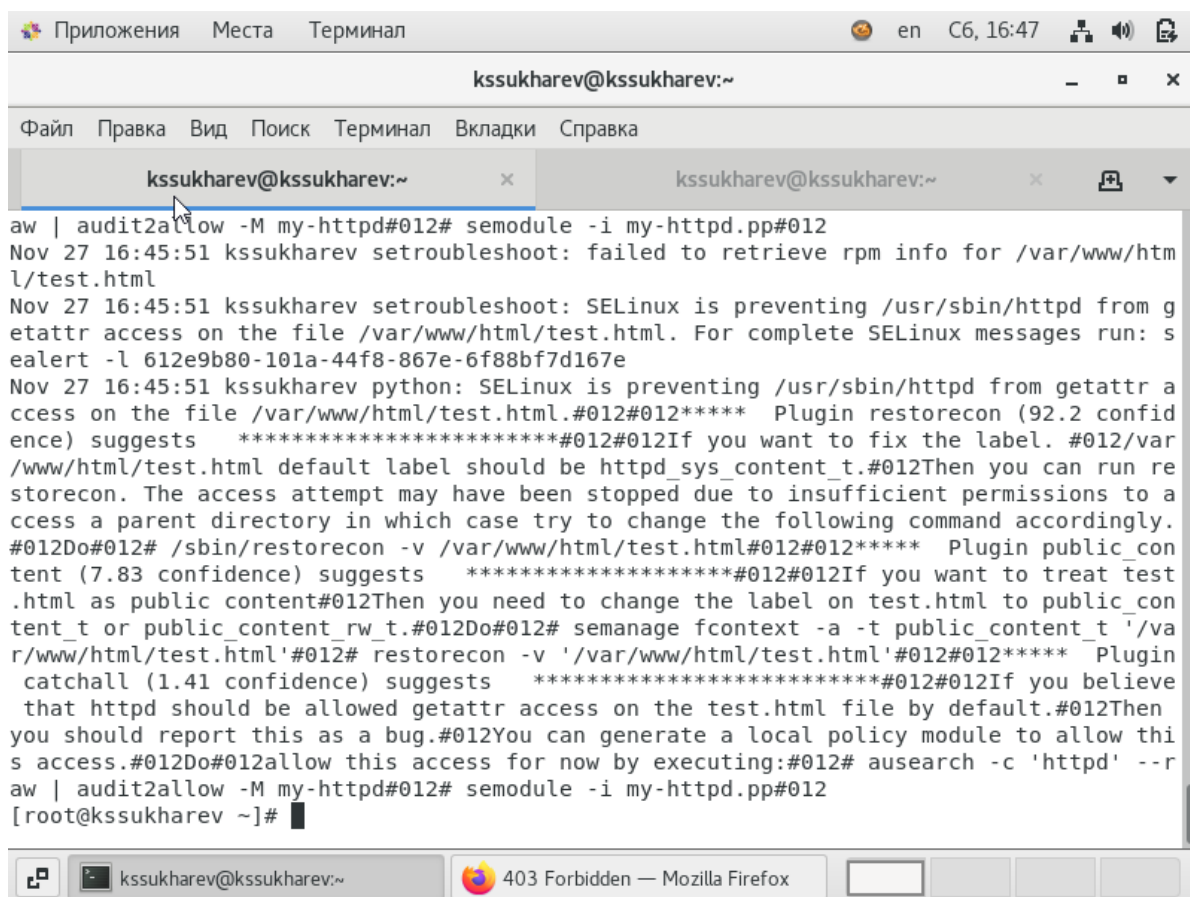 Приложения Места Терминал en Сб, 16:47
kssukharev@kssukharev:~
Файл Правка Вид Поиск Терминал Вкладки Справка
kssukharev@kssukharev:~ kssukharev@kssukharev:~
aw | audit2allow -M my-httpd#012# semodule -i my-httpd.pp#012
Nov 27 16:45:51 kssukharev setroubleshoot: failed to retrieve rpm info for /var/www/htm
l/test.html
Nov 27 16:45:51 kssukharev setroubleshoot: SELinux is preventing /usr/sbin/httpd from g
etattr access on the file /var/www/html/test.html. For complete SELinux messages run: s
ealert -l 612e9b80-101a-44f8-867e-6f88bf7d167e
Nov 27 16:45:51 kssukharev python: SELinux is preventing /usr/sbin/httpd from getattr a
ccess on the file /var/www/html/test.html.#012#012***** Plugin restorecon (92.2 confid
ence) suggests ************************#012#012If you want to fix the label. #012/var
/www/html/test.html default label should be httpd_sys_content_t.#012Then you can run re
storecon. The access attempt may have been stopped due to insufficient permissions to a
ccess a parent directory in which case try to change the following command accordingly.
#012Do#012# /sbin/restorecon -v /var/www/html/test.html#012#012***** Plugin public_con
tent (7.83 confidence) suggests ********************#012#012If you want to treat test
.html as public content#012Then you need to change the label on test.html to public_con
tent_t or public_content_rw_t.#012Do#012# semanage fcontext -a -t public_content_t '/va
r/www/html/test.html'#012# restorecon -v '/var/www/html/test.html'#012#012***** Plugin
catchall (1.41 confidence) suggests **************************#012#012If you believe
that httpd should be allowed getattr access on the test.html file by default.#012Then
you should report this as a bug.#012You can generate a local policy module to allow thi
s access.#012Do#012allow this access for now by executing:#012# ausearch -c 'httpd' --r
aw | audit2allow -M my-httpd#012# semodule -i my-httpd.pp#012
[root@kssukharev ~]#
kssukharev@kssukharev:~ 403 Forbidden — Mozilla Firefox